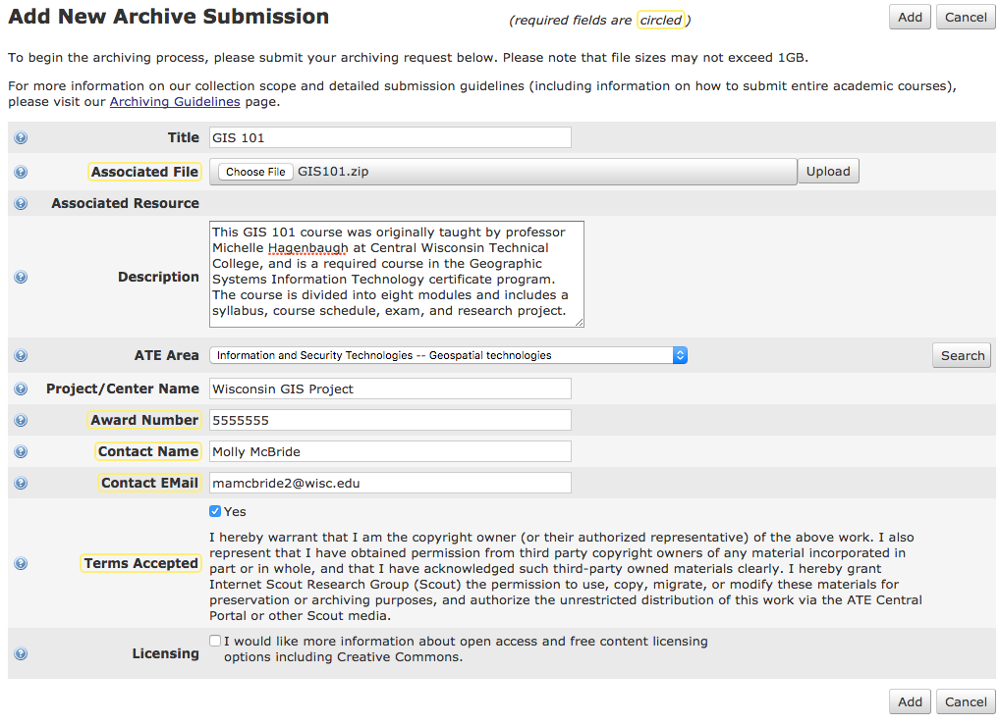 Add New Archive Submission
(required fields are circled)
Add
Cancel
To begin the archiving process, please submit your archiving request below. Please note that file sizes may not exceed 1GB.
For more information on our collection scope and detailed submission guidelines (including information on how to submit entire academic courses),
please visit our Archiving Guidelines page.
Title
GIS 101
Associated File
Choose File
GIS101.zip
Upload
Associated Resource
Description
This GIS 101 course was originally taught by professor
Michelle Hagenbaugh at Central Wisconsin Technical
College, and is a required course in the Geographic
Systems Information Technology certificate program.
The course is divided into eight modules and includes a
syllabus, course schedule, exam, and research project.
ATE Area
Information and Security Technologies -- Geospatial technologies
Search
Project/Center Name
Wisconsin GIS Project
Award Number
5555555
Contact Name
Molly McBride
Contact EMail
mamcbride2@wisc.edu
Terms Accepted
Yes
I hereby warrant that I am the copyright owner (or their authorized representative) of the above work. I also
represent that I have obtained permission from third party copyright owners of any material incorporated in
part or in whole, and that I have acknowledged such third-party owned materials clearly. I hereby grant
Internet Scout Research Group (Scout) the permission to use, copy, migrate, or modify these materials for
preservation or archiving purposes, and authorize the unrestricted distribution of this work via the ATE Central
Portal or other Scout media.
Licensing
I would like more information about open access and free content licensing
options including Creative Commons.
Add
Cancel